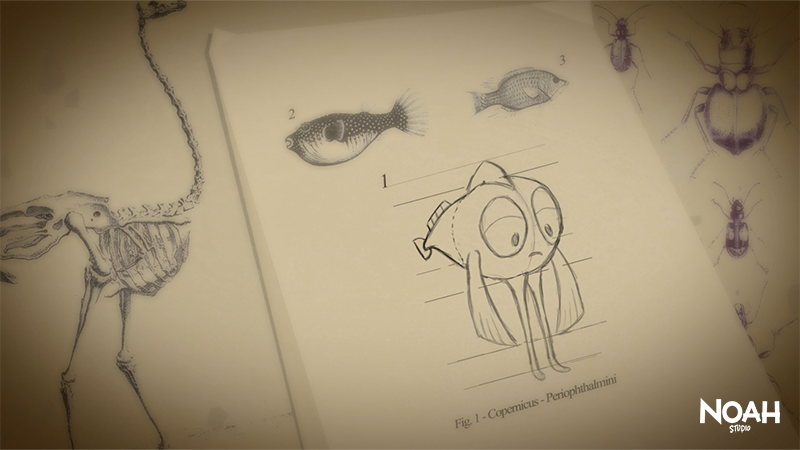 2
3
1
Fig. 1 - Copernicus - Periophthalmini
NOAH
STUDIO